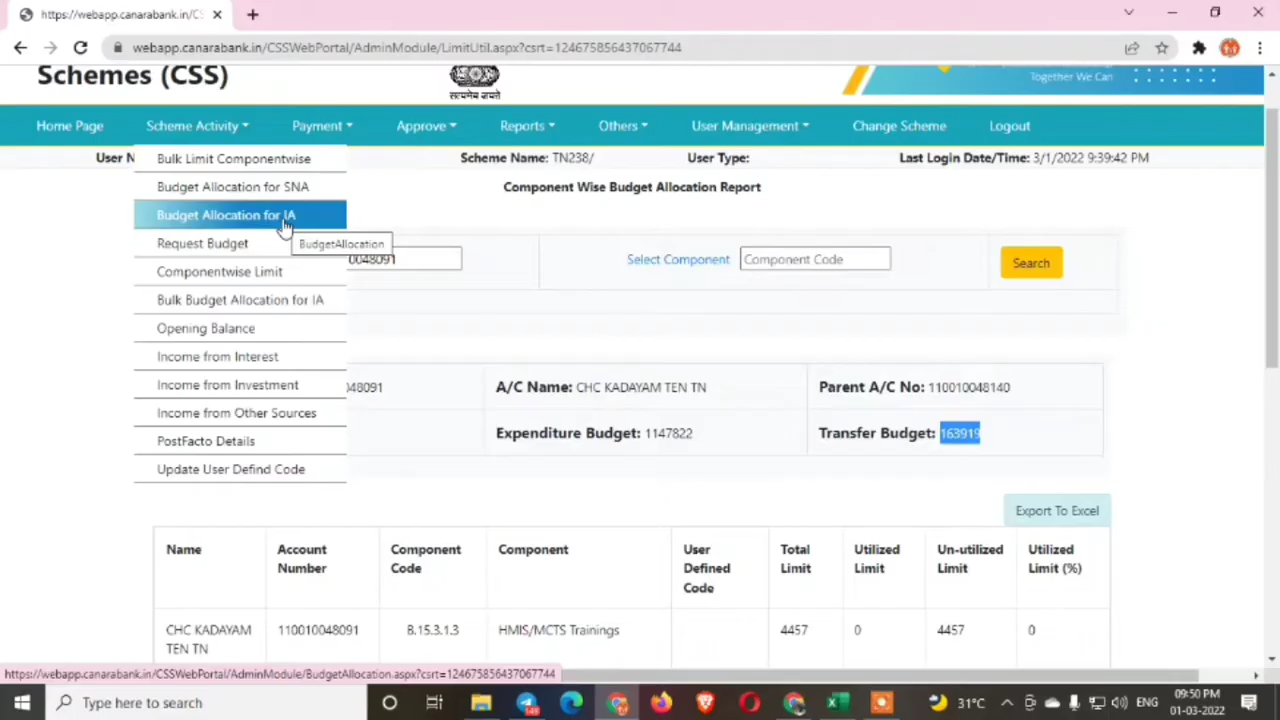 https://webapp.canarabank.in/CS
webapp.canarabank.in/CSSWebPortal/AdminModule/LimitUtil.aspx?csrt=124675856437067744
Schemes (CSS)
सत्यमेव जयते
Together We Can
Home Page Scheme Activity Payment Approve Reports Others User Management Change Scheme Logout
User N Scheme Name: TN238/ User Type: Last Login Date/Time: 3/1/2022 9:39:42 PM
Component Wise Budget Allocation Report
Bulk Limit Componentwise
Budget Allocation for SNA
Budget Allocation for IA
Request Budget
BudgetAllocation
Componentwise Limit
Bulk Budget Allocation for IA
Opening Balance
Income from Interest
Income from Investment
Income from Other Sources
PostFacto Details
Update User Defind Code
0048091 Select Component Component Code Search
048091 A/C Name: CHC KADAYAM TEN TN Parent A/C No: 110010048140
Expenditure Budget: 1147822 Transfer Budget: 163919
Export To Excel
Name Account Number Component Code Component User Defined Code Total Limit Utilized Limit Un-utilized Limit Utilized Limit (%)
CHC KADAYAM TEN TN 110010048091 B.15.3.1.3 HMIS/MCTS Trainings 4457 0 4457 0
https://webapp.canarabank.in/CSSWebPortal/AdminModule/BudgetAllocation.aspx?csrt=124675856437067744
Type here to search 31°C ENG 09:50 PM
01-03-2022